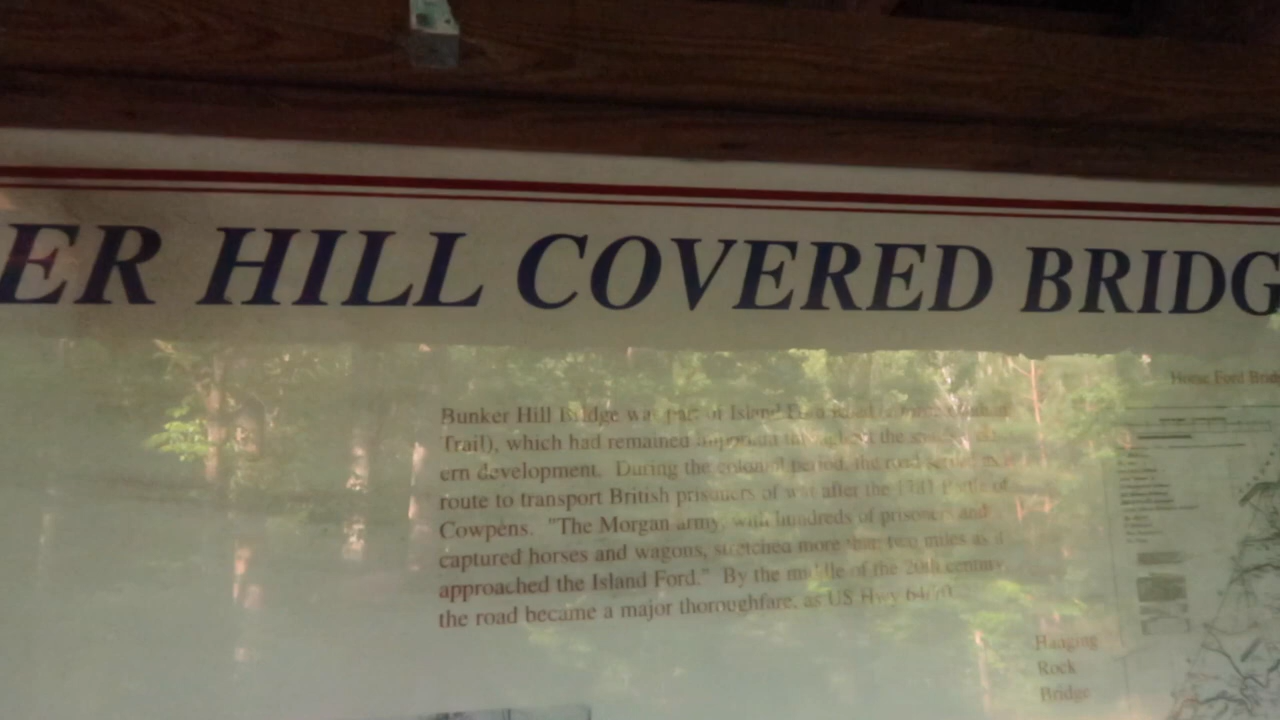 ER HILL COVERED BRIDG
Horse Ford Brid
Bunker Hill Bridge was part of Island Ford road
Trail), which had remained important throughout the
ern development. During the colonial period, the road served as a
route to transport British prisoners of war after the 1781 Battle of
Cowpens. "The Morgan army, with hundreds of prisoners and
captured horses and wagons, stretched more than two miles as it
approached the Island Ford." By the middle of the 20th century,
the road became a major thoroughfare, as US Hwy 64/70.
Hanging
Rock
Bridge